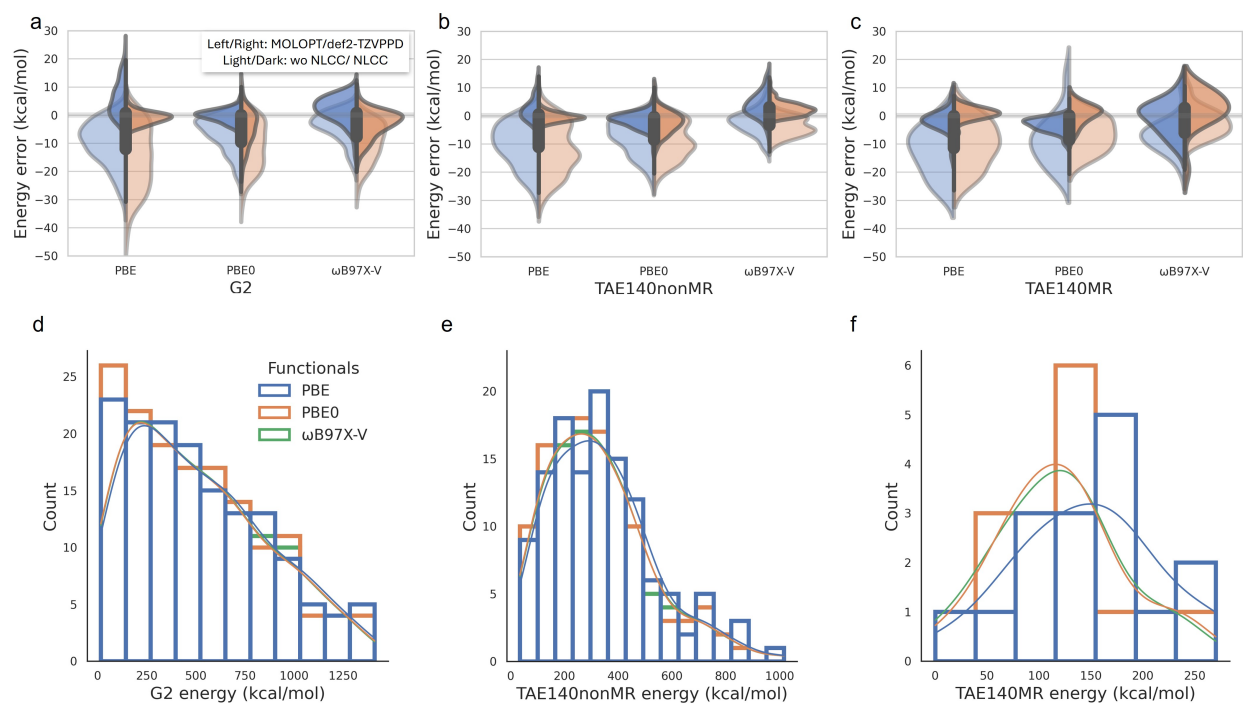 a
b
c
Energy error (kcal/mol)
30
20
10
0
−10
−20
−30
−40
−50
Left/Right: MOLOPT/def2-TZVPPD
Light/Dark: wo NLCC/ NLCC
PBE
PBE0
ωB97X-V
G2
Energy error (kcal/mol)
30
20
10
0
−10
−20
−30
−40
−50
PBE
PBE0
ωB97X-V
TAE140nonMR
Energy error (kcal/mol)
30
20
10
0
−10
−20
−30
−40
−50
PBE
PBE0
ωB97X-V
TAE140MR
d
e
f
Count
25
20
15
10
5
0
Functionals
PBE
PBE0
ωB97X-V
0
250
500
750
1000
1250
G2 energy (kcal/mol)
Count
20
15
10
5
0
0
200
400
600
800
1000
TAE140nonMR energy (kcal/mol)
Count
6
5
4
3
2
1
0
0
50
100
150
200
250
TAE140MR energy (kcal/mol)